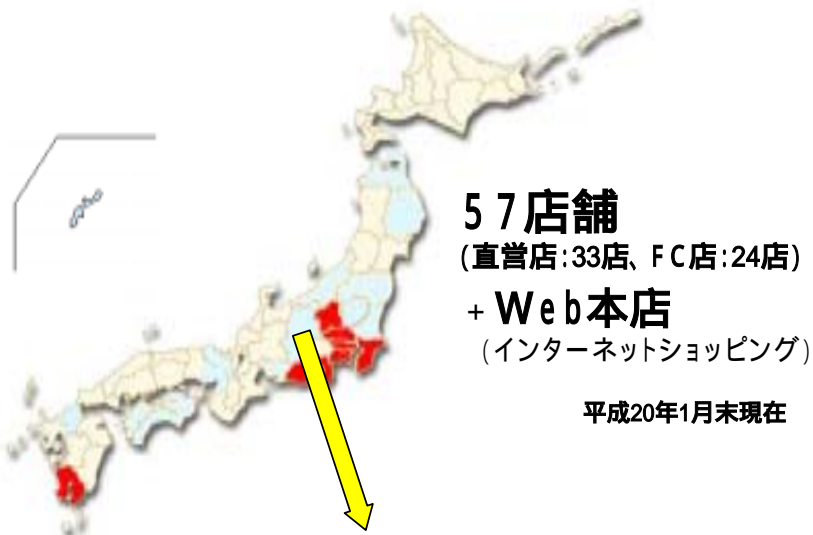 57店舗
(直営店:33店、FC店:24店)
+ Web本店
(インターネットショッピング)
平成20年1月末現在